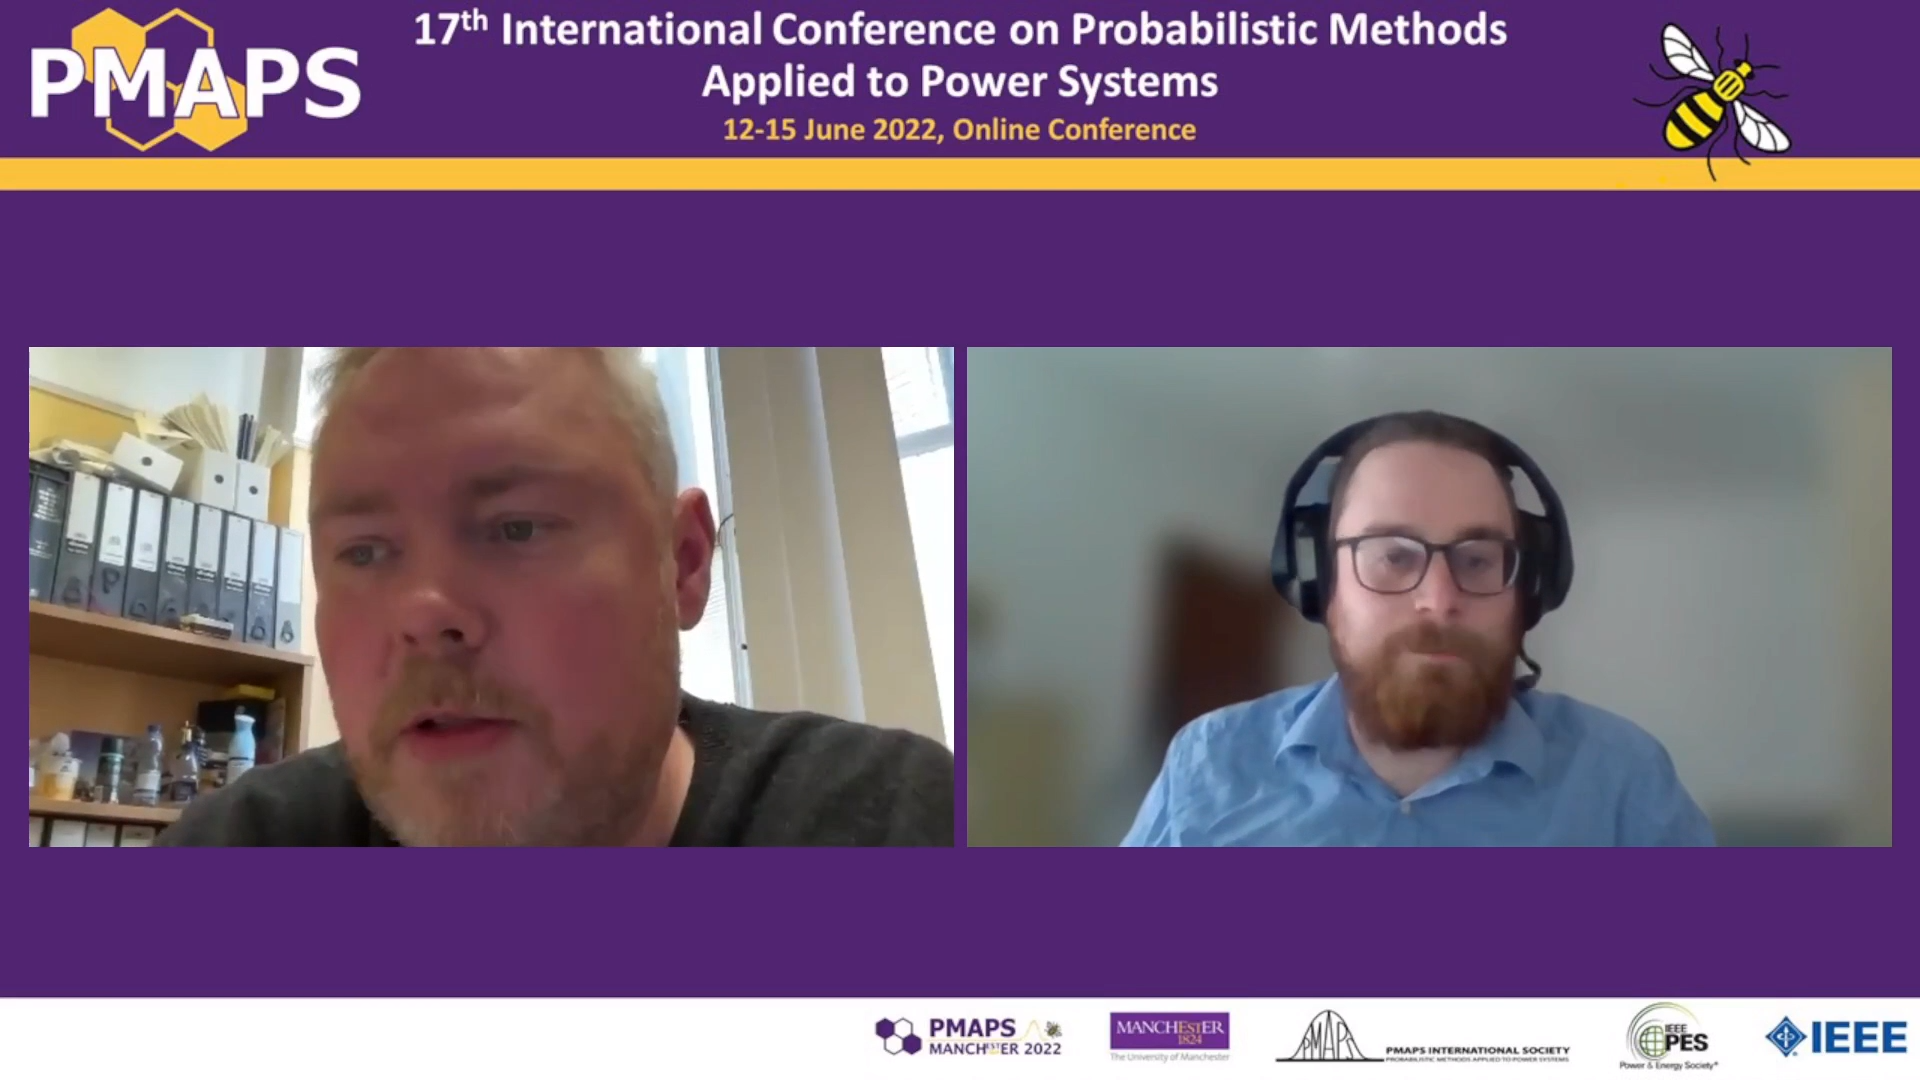 PMAPS
17th International Conference on Probabilistic Methods
Applied to Power Systems
12-15 June 2022, Online Conference
PMAPS
MANCHESTER 2022
MANCHESTER
1824
The University of Manchester
PMAPS
PMAPS INTERNATIONAL SOCIETY
PROBABILISTIC METHODS APPLIED TO POWER SYSTEMS
IEEE
PES
Power & Energy Society®
IEEE